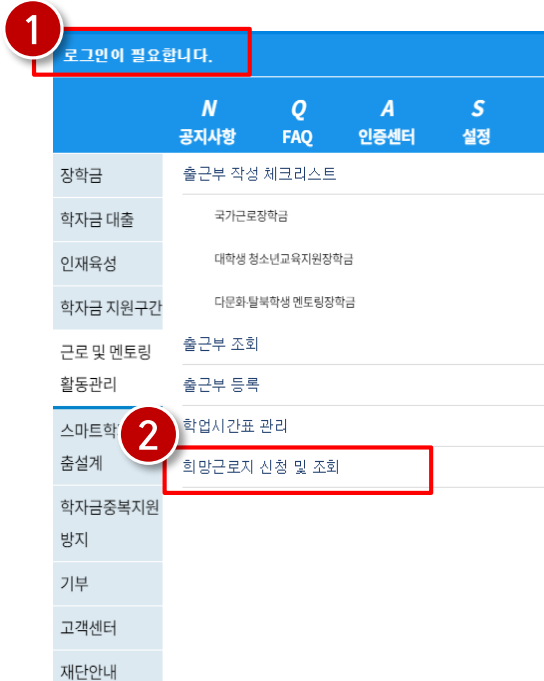 1
로그인이 필요합니다.
N Q A S
공지사항 FAQ 인증센터 설정
장학금
학자금 대출
인재육성
학자금 지원구간
근로 및 멘토링
활동관리
스마트학
춤설계
학자금중복지원
방지
기부
고객센터
재단안내
출근부 작성 체크리스트
국가근로장학금
대학생 청소년교육지원장학금
다문화·탈북학생 멘토링장학금
출근부 조회
출근부 등록
학업시간표 관리
2
희망근로지 신청 및 조회